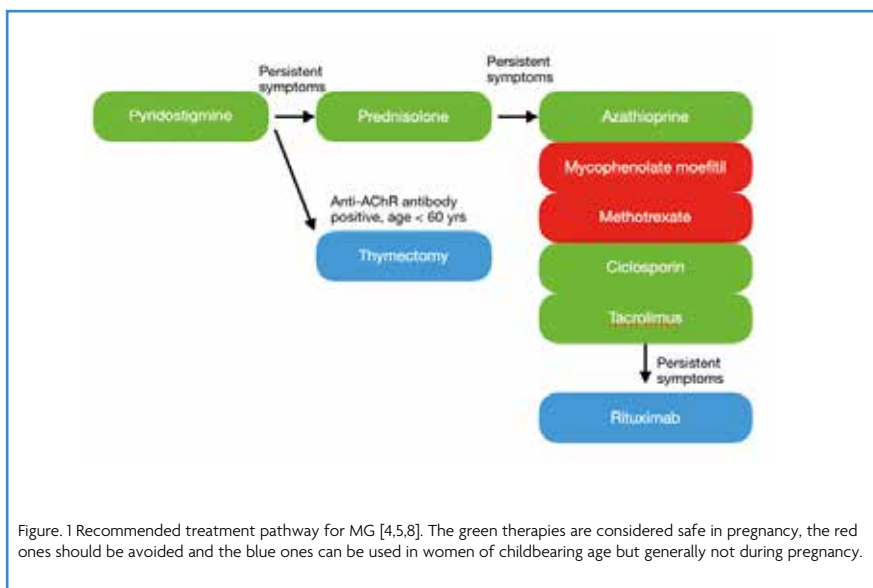 Persistent
symptoms
Persistent
symptoms
Pyridostigmine
Prednisolone
Azathioprine
Mycophenolate moefitil
Methotrexate
Ciclosporin
Tacrolimus
Anti-AChR antibody
positive, age < 60 yrs
Thymectomy
Persistent
symptoms
Rituximab
Figure. 1 Recommended treatment pathway for MG [4,5,8]. The green therapies are considered safe in pregnancy, the red
ones should be avoided and the blue ones can be used in women of childbearing age but generally not during pregnancy.